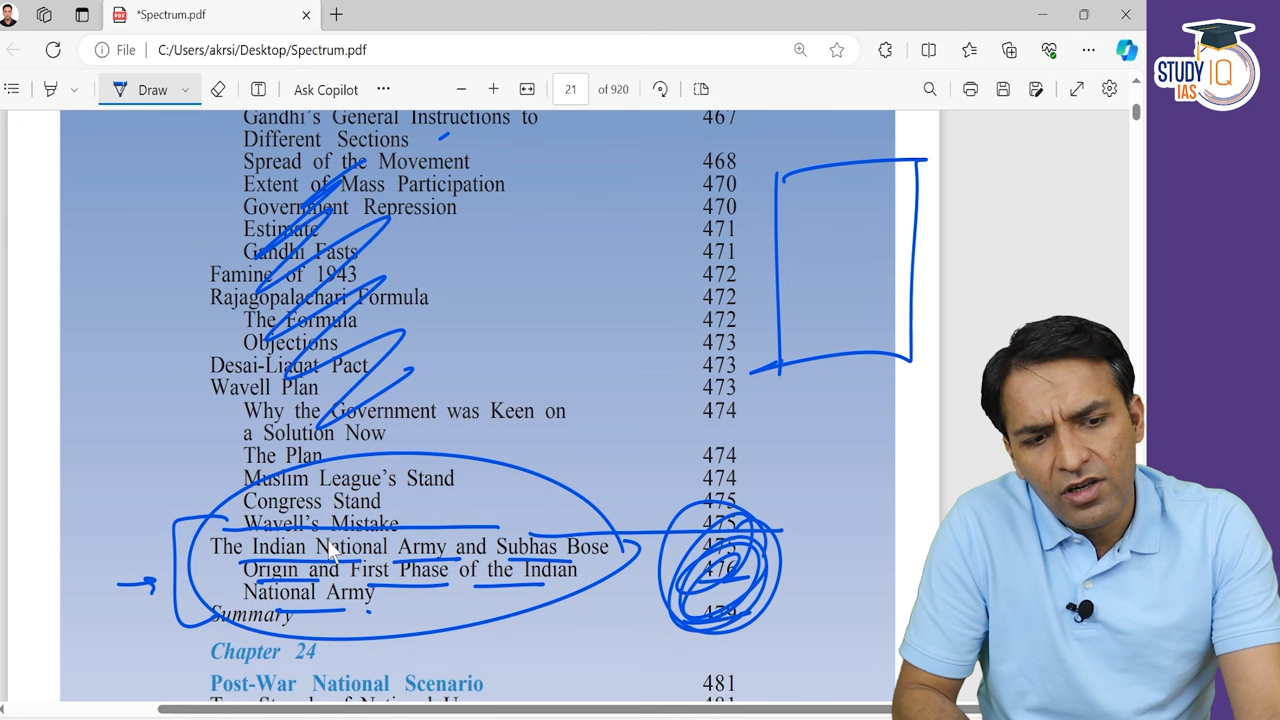 *Spectrum.pdf
File C:/Users/akrsi/Desktop/Spectrum.pdf
Draw Ask Copilot 21 of 920
STUDY IQ
IAS
Gandhi's General Instructions to 467
Different Sections
Spread of the Movement 468
Extent of Mass Participation 470
Government Repression 470
Estimate 471
Gandhi Fasts 471
Famine of 1943 472
Rajagopalachari Formula 472
The Formula 472
Objections 473
Desai-Liaqat Pact 473
Wavell Plan 473
Why the Government was Keen on 474
a Solution Now
The Plan 474
Muslim League's Stand 474
Congress Stand 475
Wavell's Mistake 475
The Indian National Army and Subhas Bose 475
Origin and First Phase of the Indian 476
National Army
Summary 479
Chapter 24
Post-War National Scenario 481